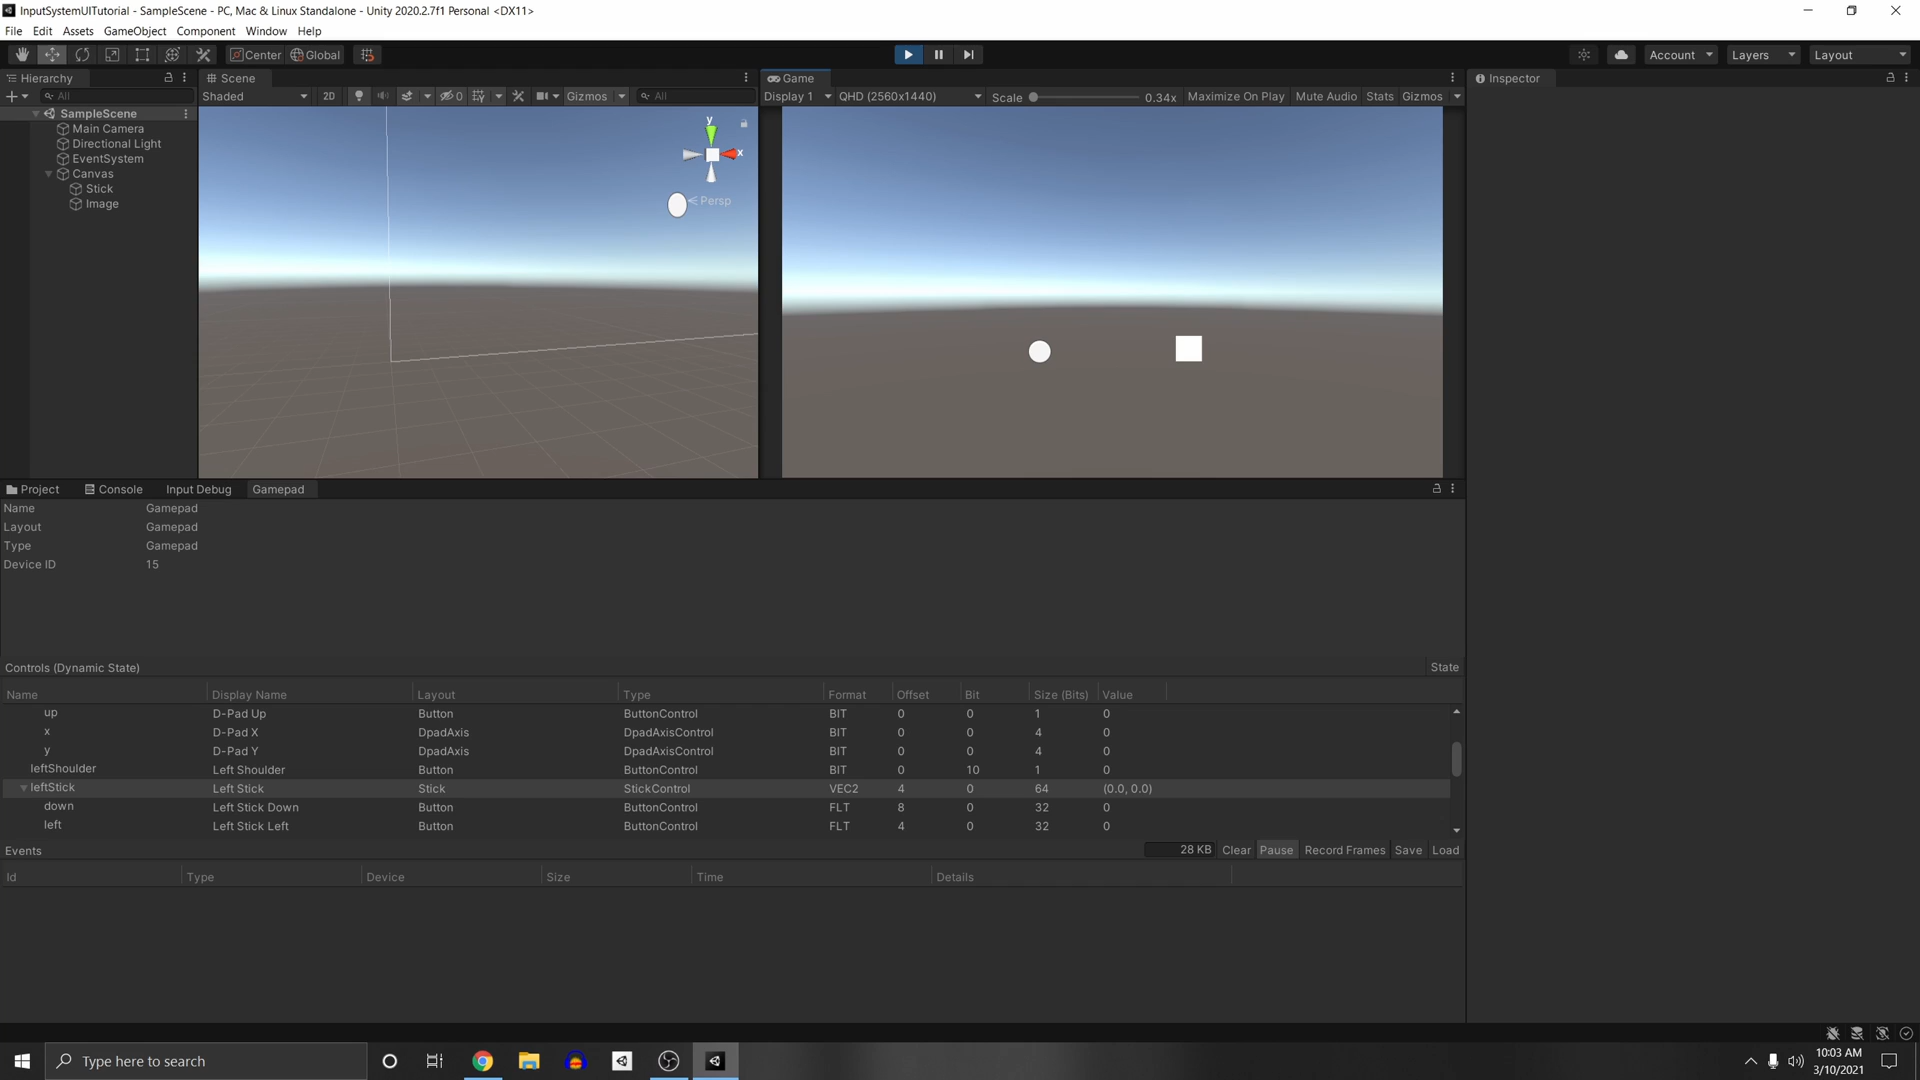 InputSystemUITutorial - SampleScene - PC, Mac & Linux Standalone - Unity 2020.2.7f1 Personal <DX11>
File Edit Assets GameObject Component Window Help
Center Global Account Layers Layout
Hierarchy Scene Game Inspector
All Shaded 2D 0 Gizmos All Display 1 QHD (2560x1440) Scale 0.34x Maximize On Play Mute Audio Stats Gizmos
SampleScene
Main Camera
Directional Light
EventSystem
Canvas
Stick
Image
y
x
Persp
Project Console Input Debug Gamepad
Name Gamepad
Layout Gamepad
Type Gamepad
Device ID 15
Controls (Dynamic State) State
Name Display Name Layout Type Format Offset Bit Size (Bits) Value
up D-Pad Up Button ButtonControl BIT 0 0 1 0
x D-Pad X DpadAxis DpadAxisControl BIT 0 0 4 0
y D-Pad Y DpadAxis DpadAxisControl BIT 0 0 4 0
leftShoulder Left Shoulder Button ButtonControl BIT 0 10 1 0
leftStick Left Stick Stick StickControl VEC2 4 0 64 (0.0, 0.0)
down Left Stick Down Button ButtonControl FLT 8 0 32 0
left Left Stick Left Button ButtonControl FLT 4 0 32 0
Events 28 KB Clear Pause Record Frames Save Load
Id Type Device Size Time Details
Type here to search
10:03 AM
3/10/2021